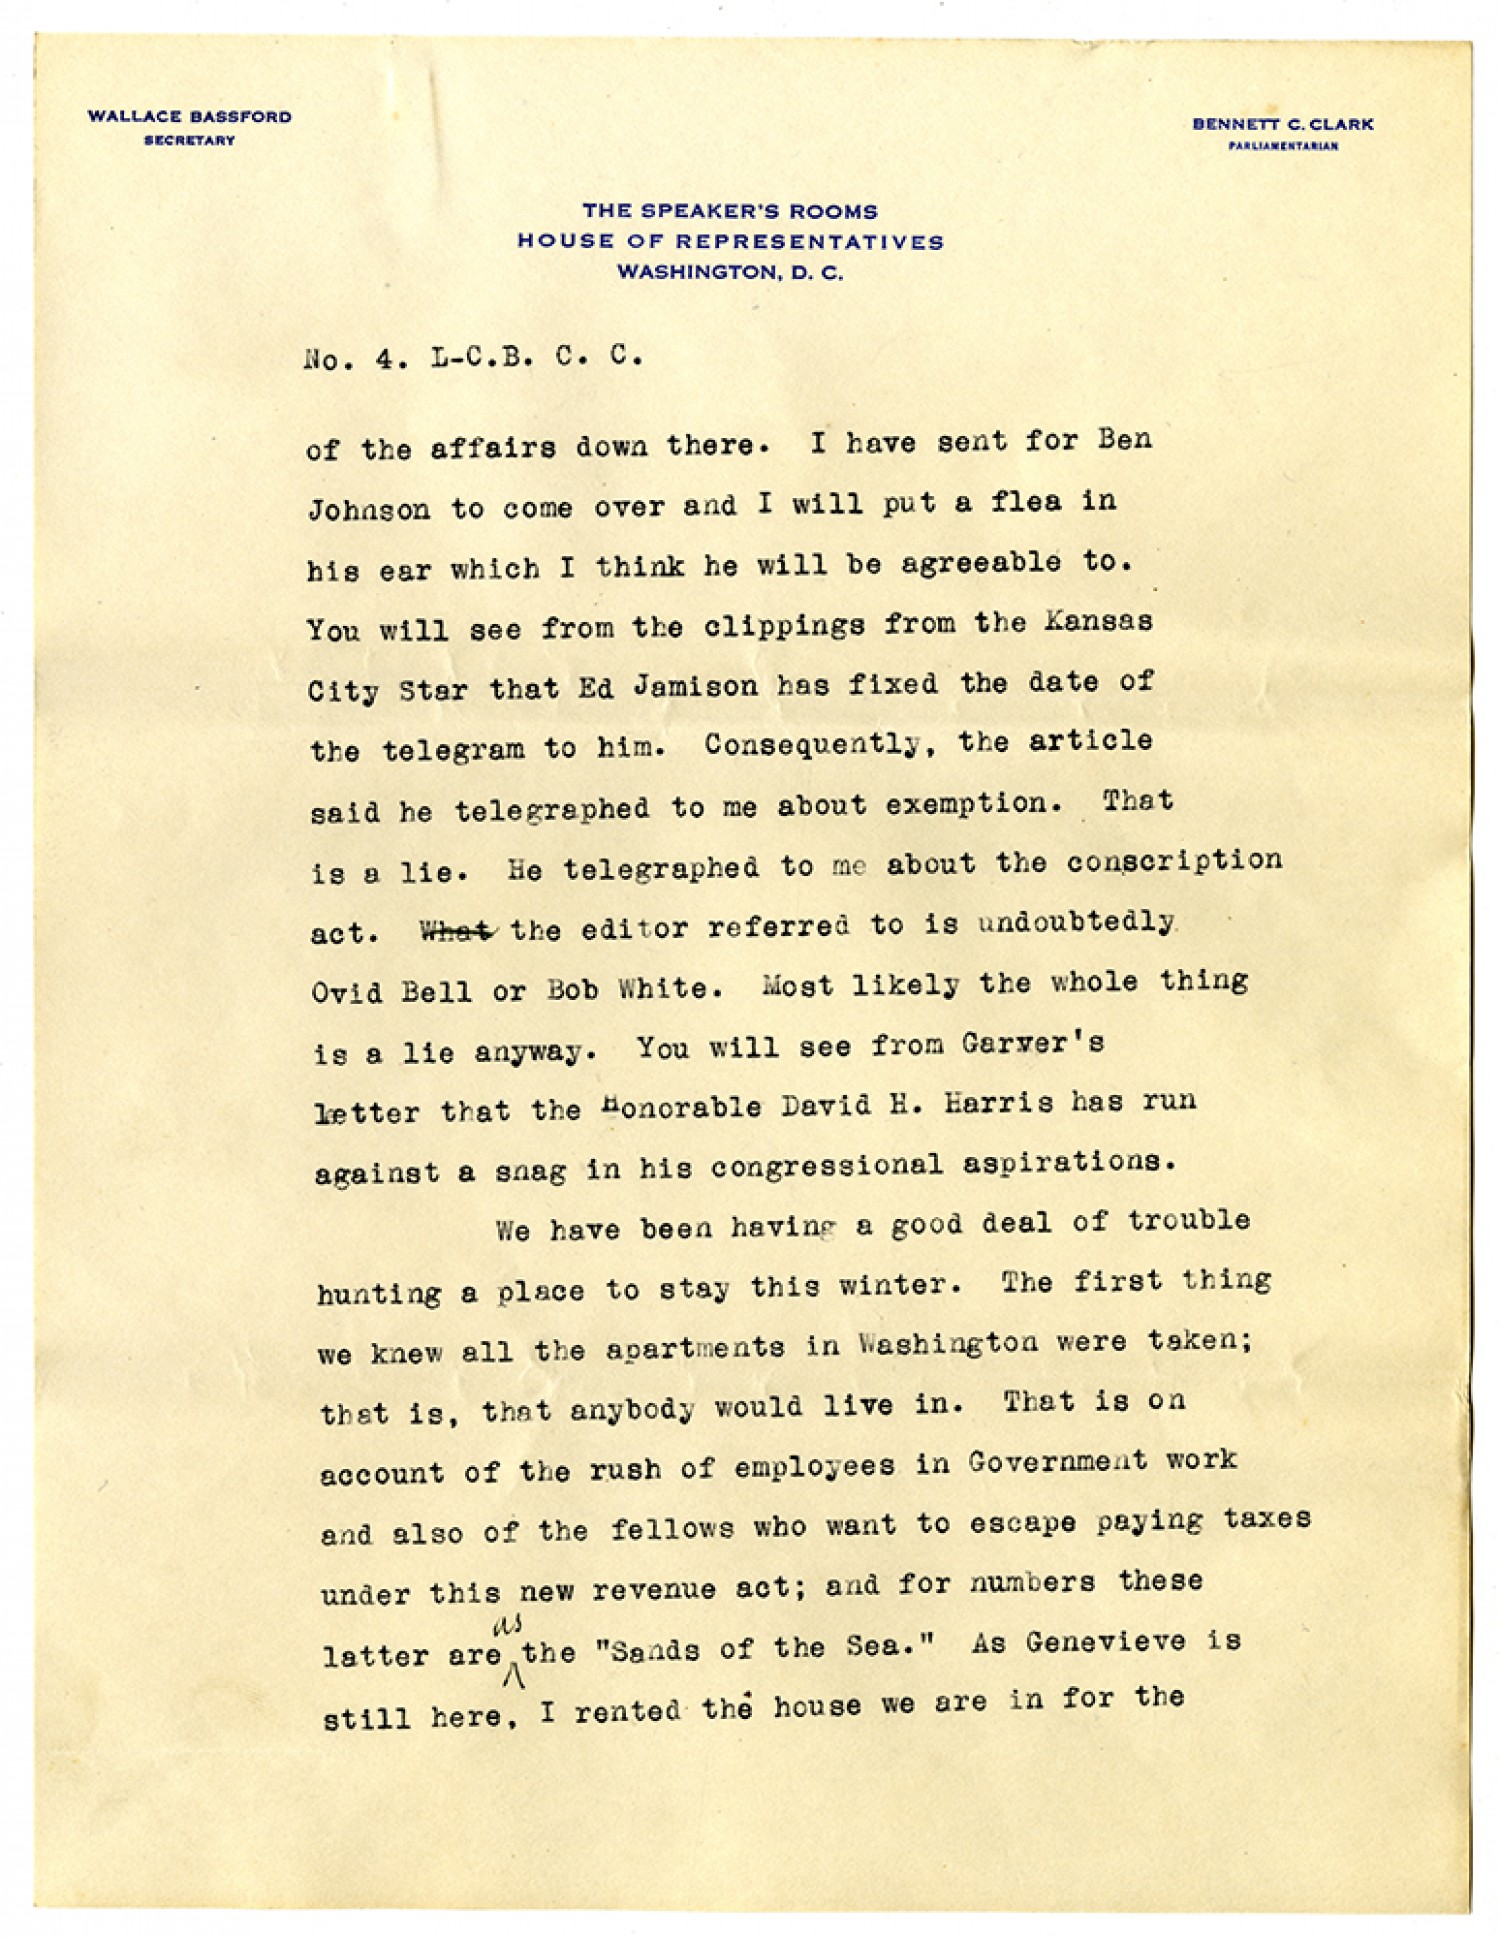 WALLACE BASSFORD
SECRETARY
BENNETT C. CLARK
PARLIAMENTARIAN
THE SPEAKER'S ROOMS
HOUSE OF REPRESENTATIVES
WASHINGTON, D. C.
No. 4. L-C.B. C. C.
of the affairs down there. I have sent for Ben
Johnson to come over and I will put a flea in
his ear which I think he will be agreeable to.
You will see from the clippings from the Kansas
City Star that Ed Jamison has fixed the date of
the telegram to him. Consequently, the article
said he telegraphed to me about exemption. That
is a lie. He telegraphed to me about the conscription
act. What the editor referred to is undoubtedly
Ovid Bell or Bob White. Most likely the whole thing
is a lie anyway. You will see from Garver's
letter that the Honorable David H. Harris has run
against a snag in his congressional aspirations.
We have been having a good deal of trouble
hunting a place to stay this winter. The first thing
we knew all the apartments in Washington were taken;
that is, that anybody would live in. That is on
account of the rush of employees in Government work
and also of the fellows who want to escape paying taxes
under this new revenue act; and for numbers these
latter are as the "Sands of the Sea." As Genevieve is
still here, I rented the house we are in for the